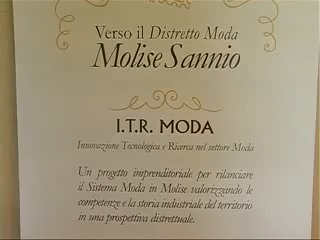 Verso il Distretto Moda
Molise Sannio
I.T.R. MODA
Innovazione Tecnologica e Ricerca nel settore Moda
Un progetto imprenditoriale per rilanciare
il Sistema Moda in Molise valorizzando le
competenze e la storia industriale del territorio
in una prospettiva distrettuale.